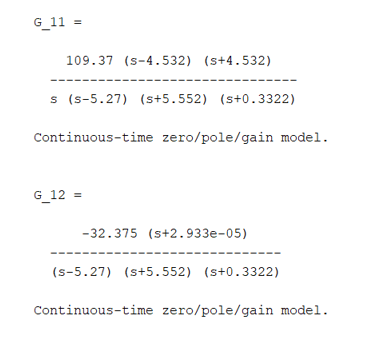 G_11 =
109.37 (s-4.532) (s+4.532)
-------------------------------
s (s-5.27) (s+5.552) (s+0.3322)
Continuous-time zero/pole/gain model.
G_12 =
-32.375 (s+2.933e-05)
-----------------------------
(s-5.27) (s+5.552) (s+0.3322)
Continuous-time zero/pole/gain model.